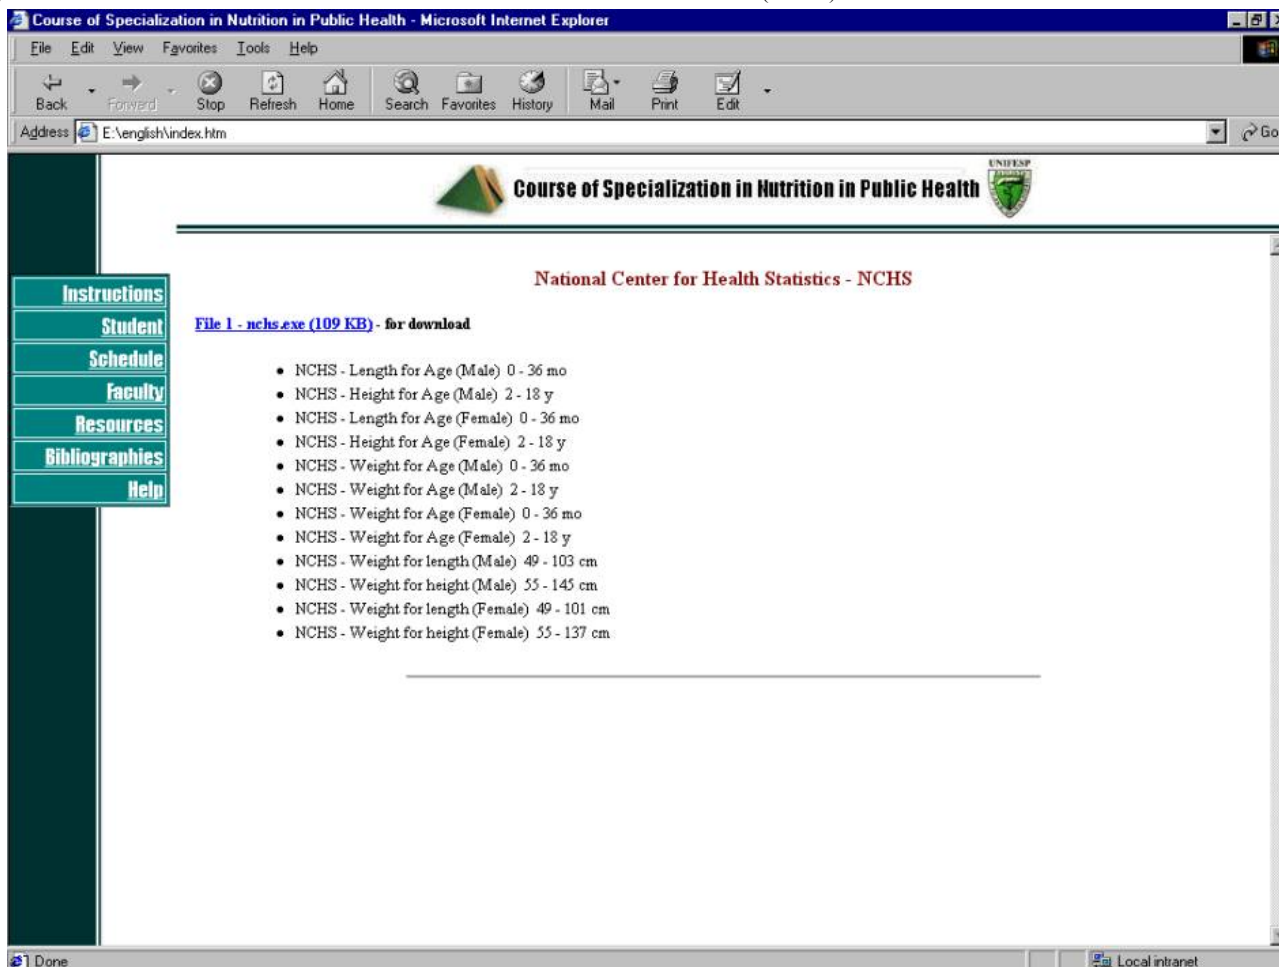 Course of Specialization in Nutrition in Public Health - Microsoft Internet Explorer
File Edit View Favorites Tools Help
Back Forward Stop Refresh Home Search Favorites History Mail Print Edit
Address E:\english\index.htm Go
UNIFESP
Course of Specialization in Nutrition in Public Health
Instructions
Student
Schedule
Faculty
Resources
Bibliographies
Help
National Center for Health Statistics - NCHS
File 1 - nchs.exe (109 KB) - for download
NCHS - Length for Age (Male) 0 - 36 mo
NCHS - Height for Age (Male) 2 - 18 y
NCHS - Length for Age (Female) 0 - 36 mo
NCHS - Height for Age (Female) 2 - 18 y
NCHS - Weight for Age (Male) 0 - 36 mo
NCHS - Weight for Age (Male) 2 - 18 y
NCHS - Weight for Age (Female) 0 - 36 mo
NCHS - Weight for Age (Female) 2 - 18 y
NCHS - Weight for length (Male) 49 - 103 cm
NCHS - Weight for height (Male) 55 - 145 cm
NCHS - Weight for length (Female) 49 - 101 cm
NCHS - Weight for height (Female) 55 - 137 cm
Done
Local intranet